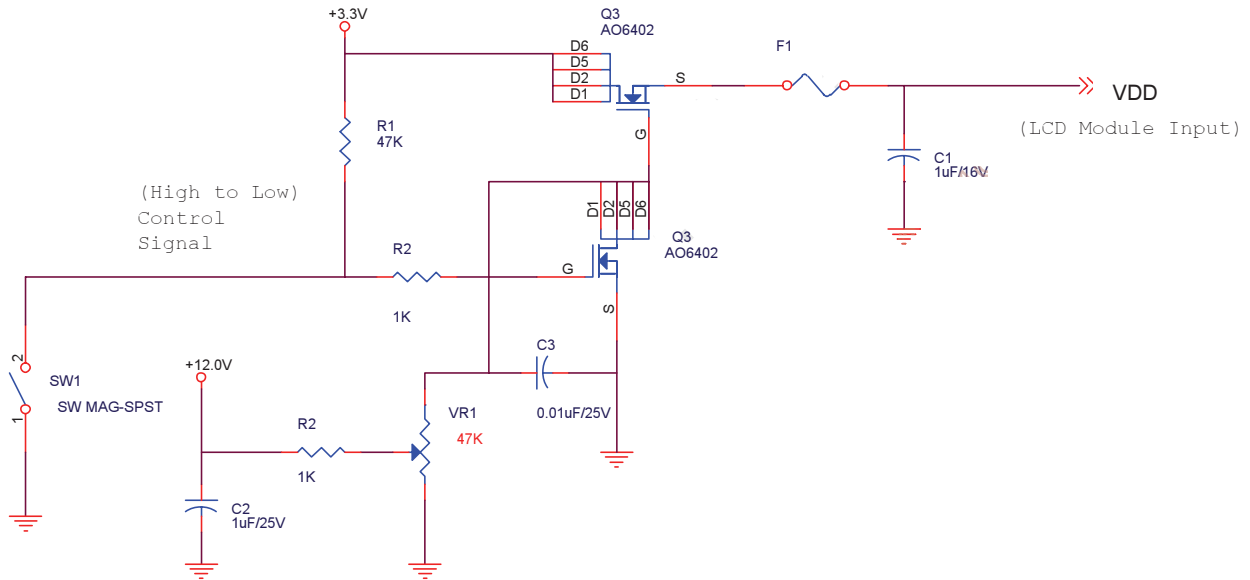 +3.3V
Q3
AO6402
D6
D5
D2
D1
S
G
F1
VDD
(LCD Module Input)
R1
47K
C1
1uF/16V
(High to Low)
Control
Signal
D1
D2
D5
D6
Q3
AO6402
R2
1K
G
S
2
1
SW1
SW MAG-SPST
+12.0V
C3
0.01uF/25V
R2
1K
VR1
47K
C2
1uF/25V